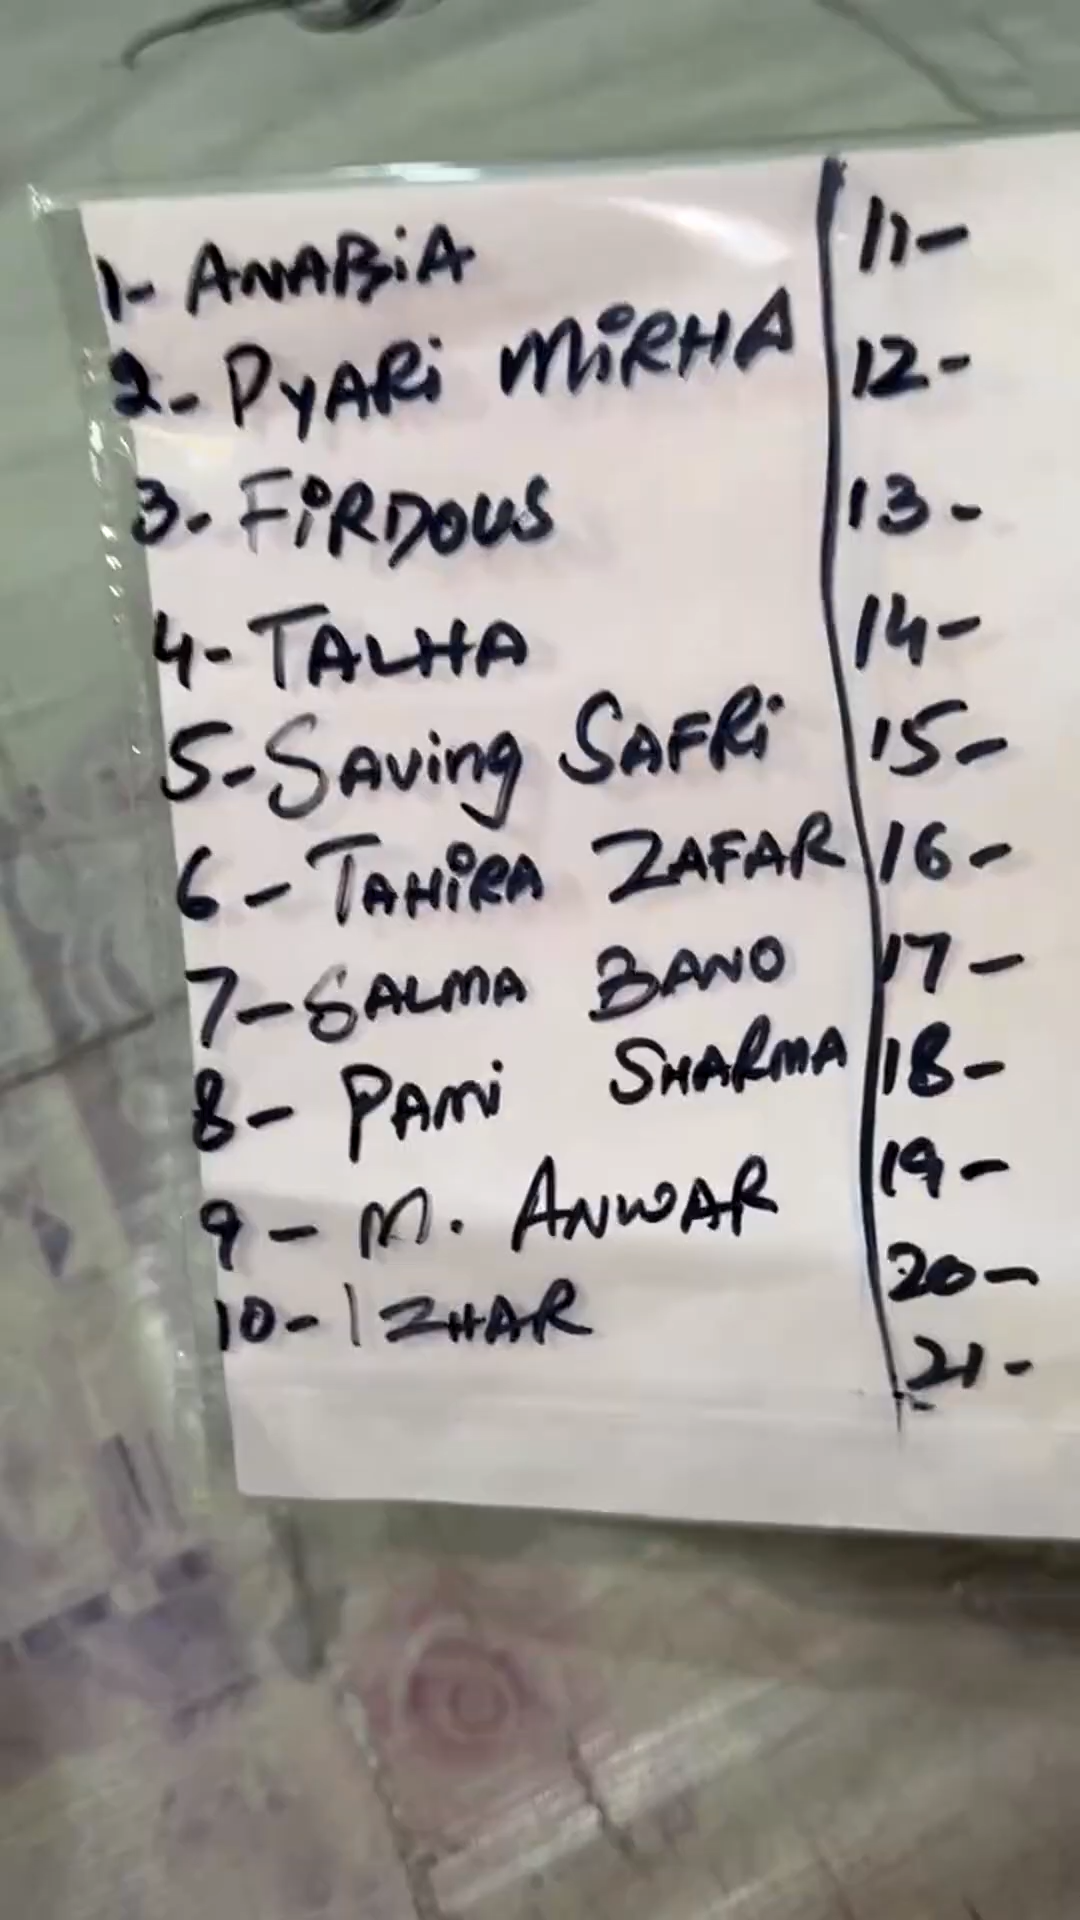 1- ANABiA
2- PYARi MiRHA
3- FiRDOUS
4- TALHA
5- SAving SAFRi
6- TAHiRA ZAFAR
7- SALMA BANO
8- PAMi SHARMA
9- M. ANWAR
10- IZHAR
11-
12-
13-
14-
15-
16-
17-
18-
19-
20-
21-